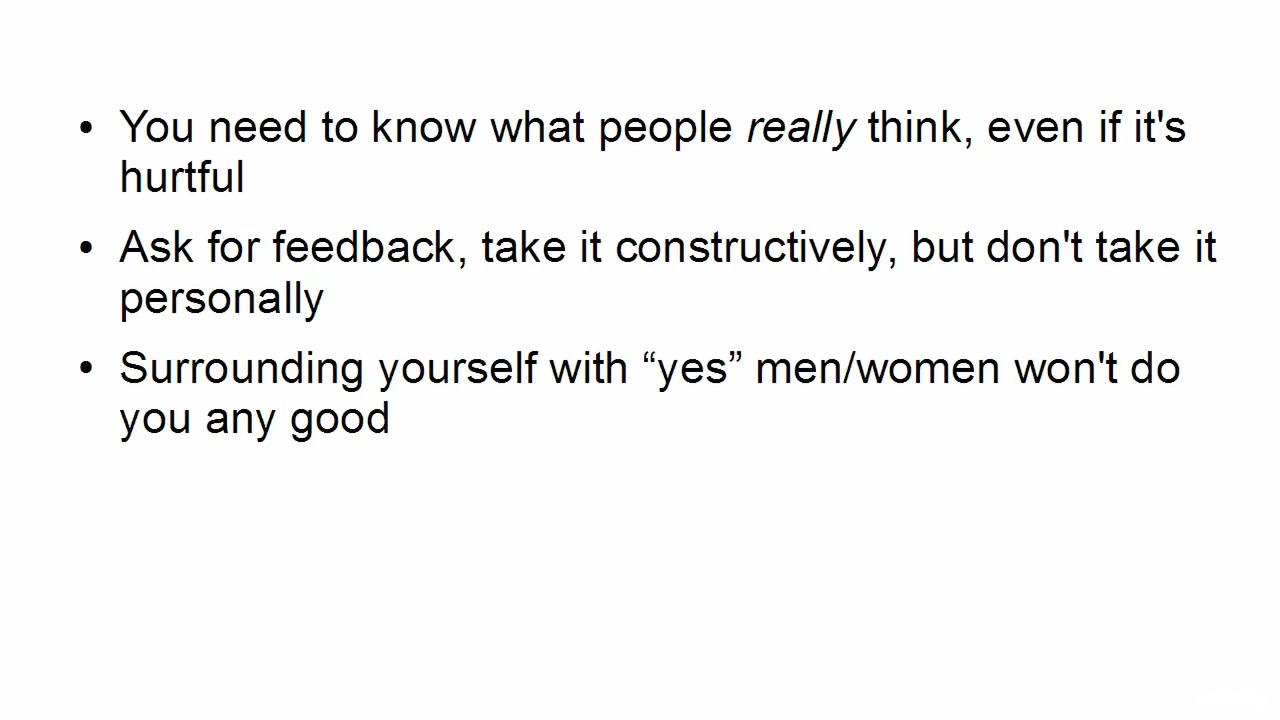 • You need to know what people really think, even if it's
hurtful
• Ask for feedback, take it constructively, but don't take it
personally
• Surrounding yourself with “yes” men/women won't do
you any good